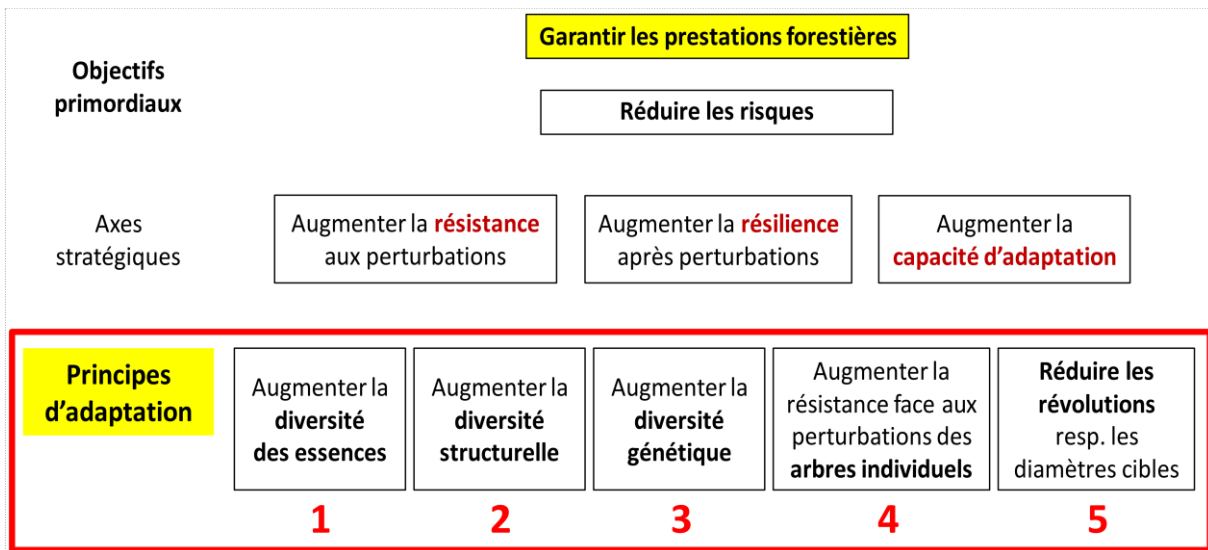 Objectifs
primordiaux
Garantir les prestations forestières
Réduire les risques
Axes
stratégiques
Augmenter la résistance
aux perturbations
Augmenter la résilience
après perturbations
Augmenter la
capacité d’adaptation
Principes
d’adaptation
Augmenter la
diversité
des essences
1
Augmenter la
diversité
structurelle
2
Augmenter la
diversité
génétique
3
Augmenter la
résistance face aux
perturbations des
arbres individuels
4
Réduire les
révolutions
resp. les
diamètres cibles
5